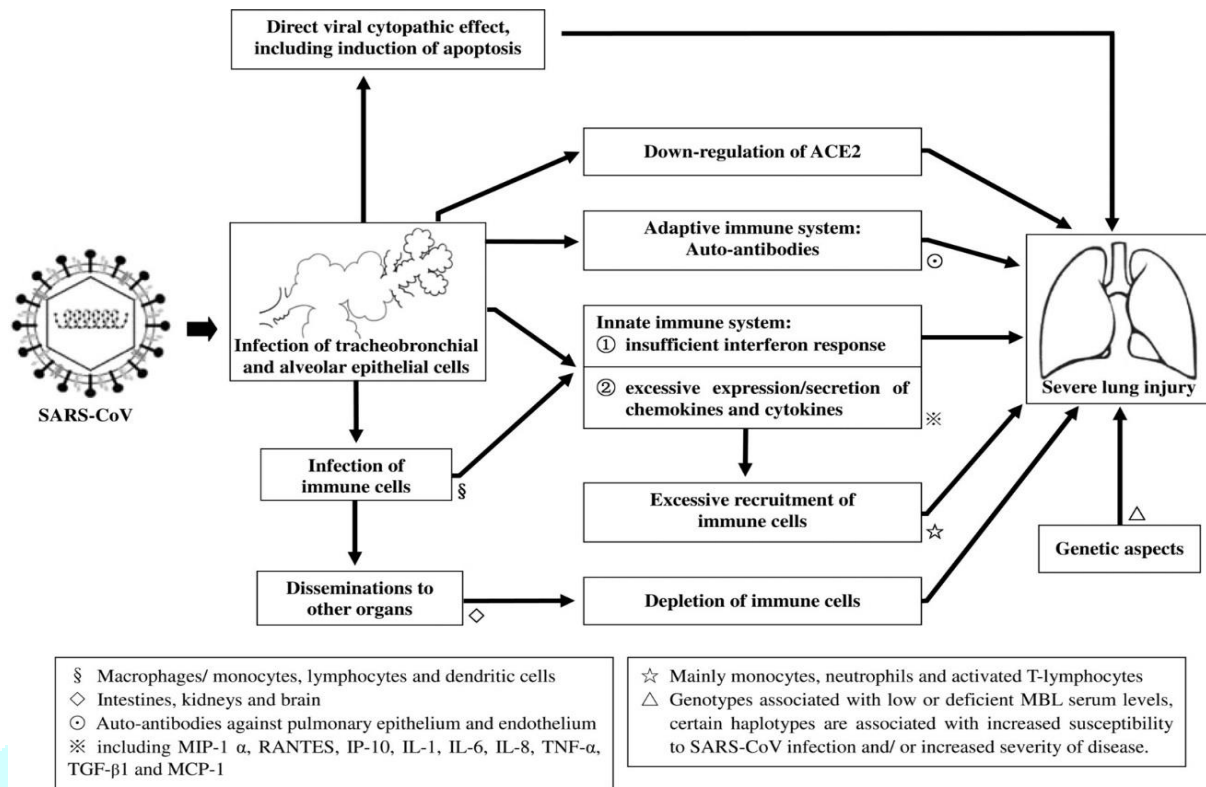 Direct viral cytopathic effect,
including induction of apoptosis
Down-regulation of ACE2
Adaptive immune system:
Auto-antibodies
⊙
SARS-CoV
Infection of tracheobronchial
and alveolar epithelial cells
Innate immune system:
① insufficient interferon response
② excessive expression/secretion of
chemokines and cytokines
※
Severe lung injury
Infection of
immune cells
§
Excessive recruitment of
immune cells
☆
△
Genetic aspects
Disseminations to
other organs
◇
Depletion of immune cells
§ Macrophages/ monocytes, lymphocytes and dendritic cells
◇ Intestines, kidneys and brain
⊙ Auto-antibodies against pulmonary epithelium and endothelium
※ including MIP-1 α, RANTES, IP-10, IL-1, IL-6, IL-8, TNF-α,
TGF-β1 and MCP-1
☆ Mainly monocytes, neutrophils and activated T-lymphocytes
△ Genotypes associated with low or deficient MBL serum levels,
certain haplotypes are associated with increased susceptibility
to SARS-CoV infection and/ or increased severity of disease.